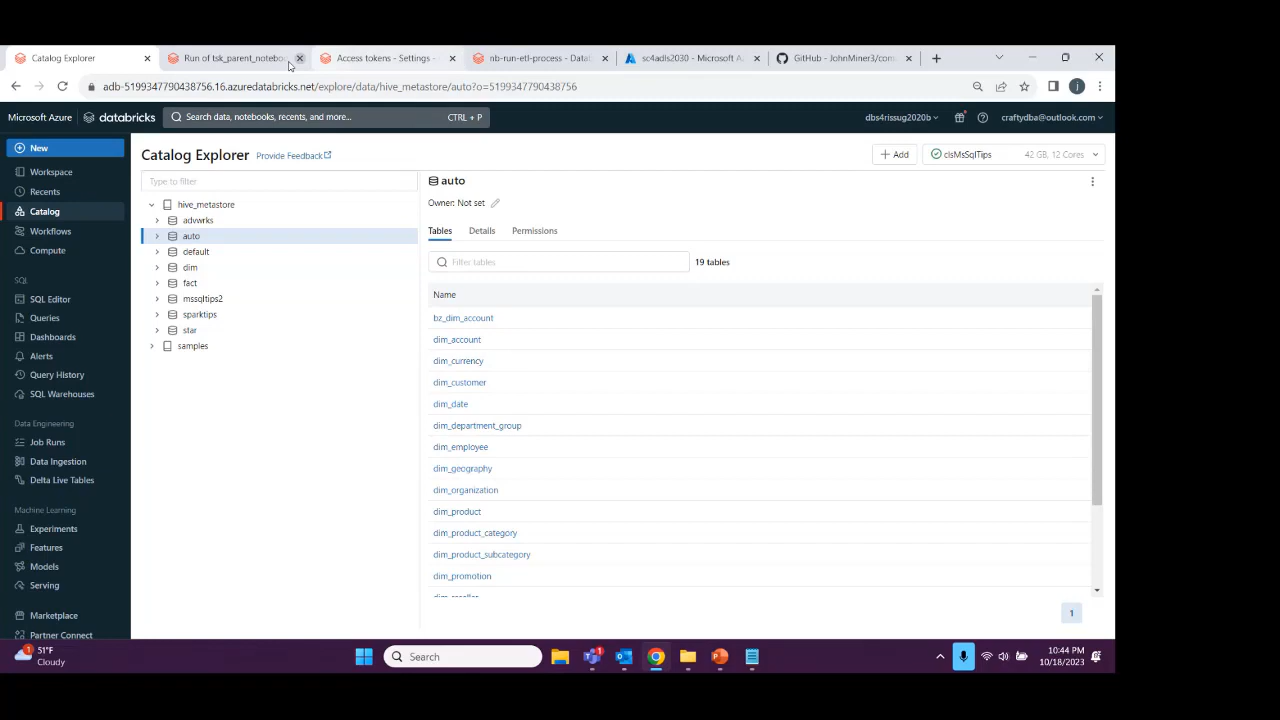 Catalog Explorer
Run of tsk_parent_notebo
Access tokens - Settings -
nb-run-etl-process - Datab
sc4adls2030 - Microsoft A
GitHub - JohnMiner3/com
adb-5199347790438756.16.azuredatabricks.net/explore/data/hive_metastore/auto?o=5199347790438756
Microsoft Azure
databricks
Search data, notebooks, recents, and more...
CTRL + P
dbs4rissug2020b
craftydba@outlook.com
New
Workspace
Recents
Catalog
Workflows
Compute
SQL
SQL Editor
Queries
Dashboards
Alerts
Query History
SQL Warehouses
Data Engineering
Job Runs
Data Ingestion
Delta Live Tables
Machine Learning
Experiments
Features
Models
Serving
Marketplace
Partner Connect
Catalog Explorer
Provide Feedback
Add
clsMsSqlTips
42 GB, 12 Cores
Type to filter
hive_metastore
advwrks
auto
default
dim
fact
mssqltips2
sparktips
star
samples
auto
Owner: Not set
Tables
Details
Permissions
Filter tables
19 tables
Name
bz_dim_account
dim_account
dim_currency
dim_customer
dim_date
dim_department_group
dim_employee
dim_geography
dim_organization
dim_product
dim_product_category
dim_product_subcategory
dim_promotion
1
1
51°F
Cloudy
Search
1
10:44 PM
10/18/2023